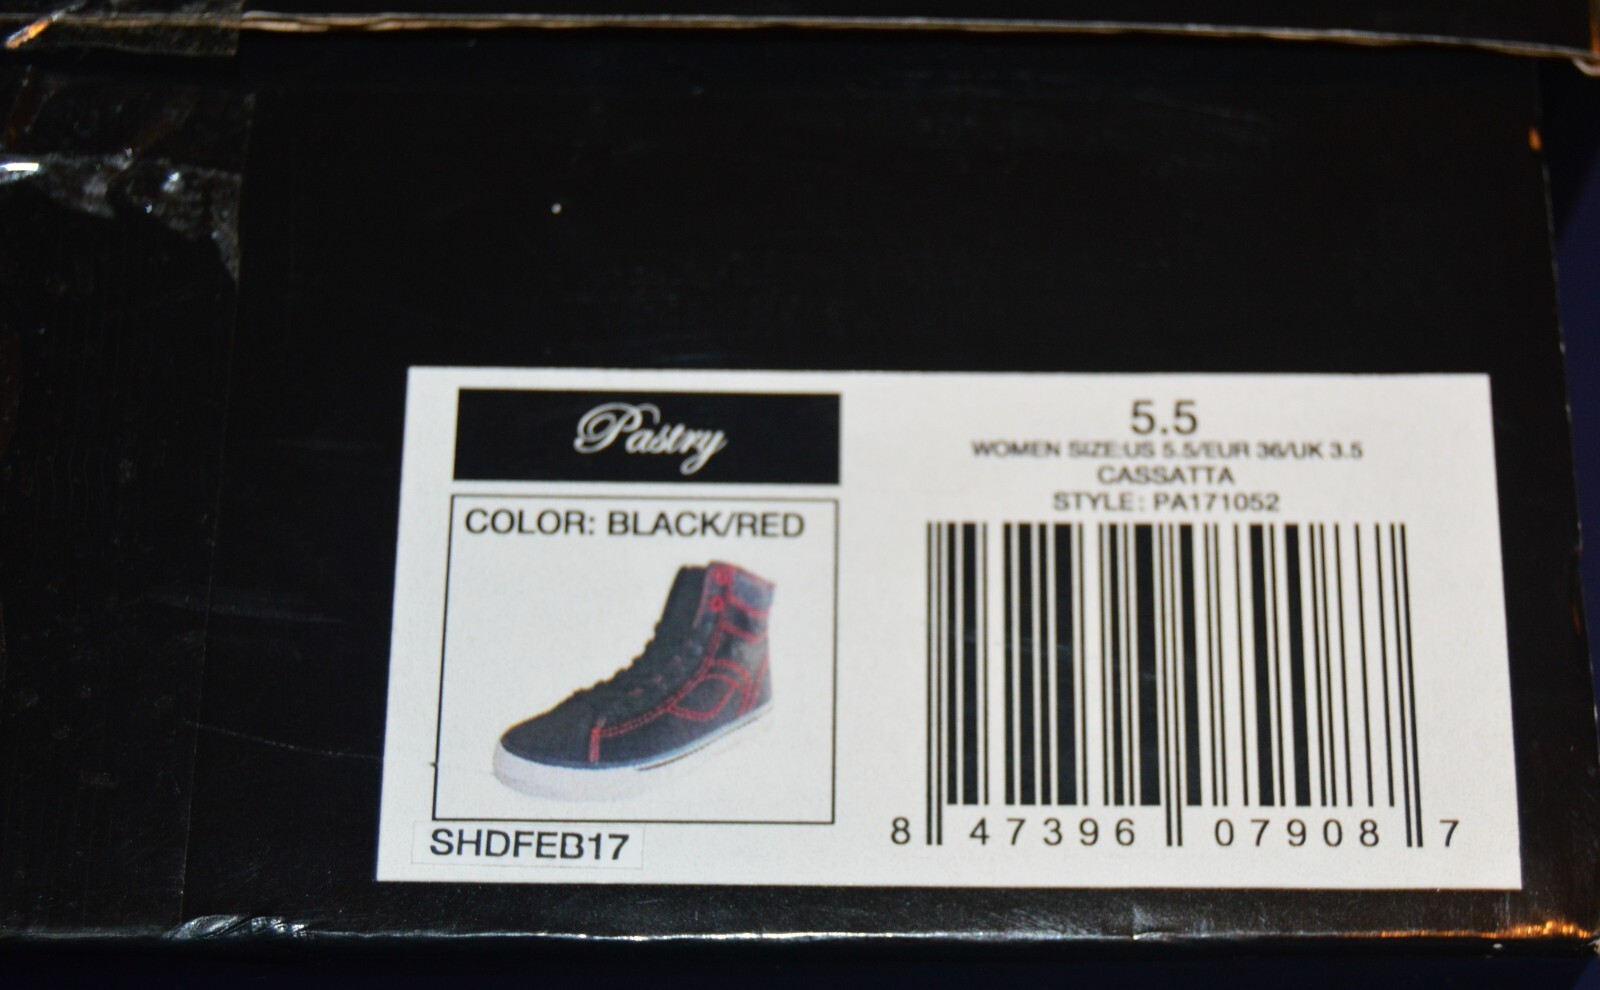 Pastry
COLOR: BLACK/RED
SHDFEB17
5.5
WOMEN SIZE:US 5.5/EUR 36/UK 3.5
CASSATTA
STYLE: PA171052
8 47396 07908 7